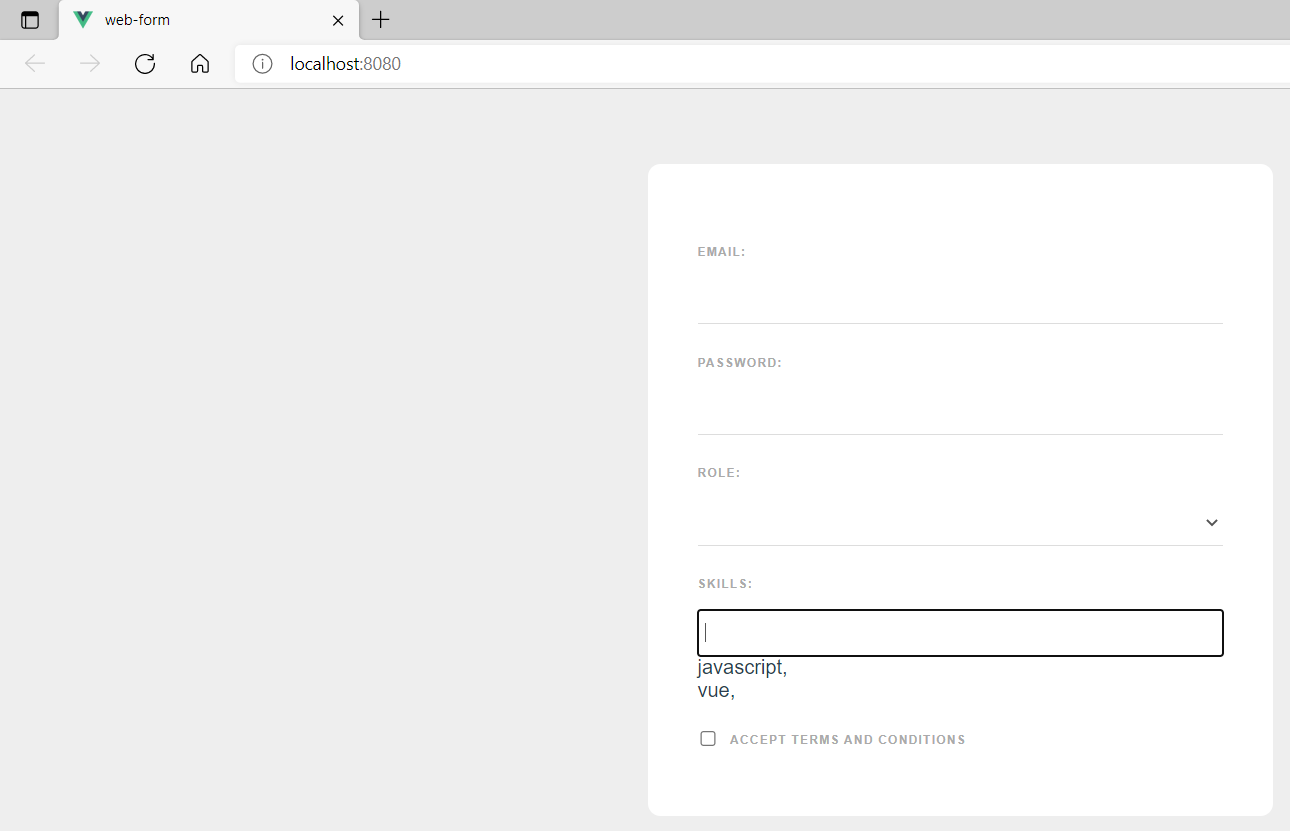 web-form
localhost:8080
EMAIL:
PASSWORD:
ROLE:
SKILLS:
javascript,
vue,
ACCEPT TERMS AND CONDITIONS